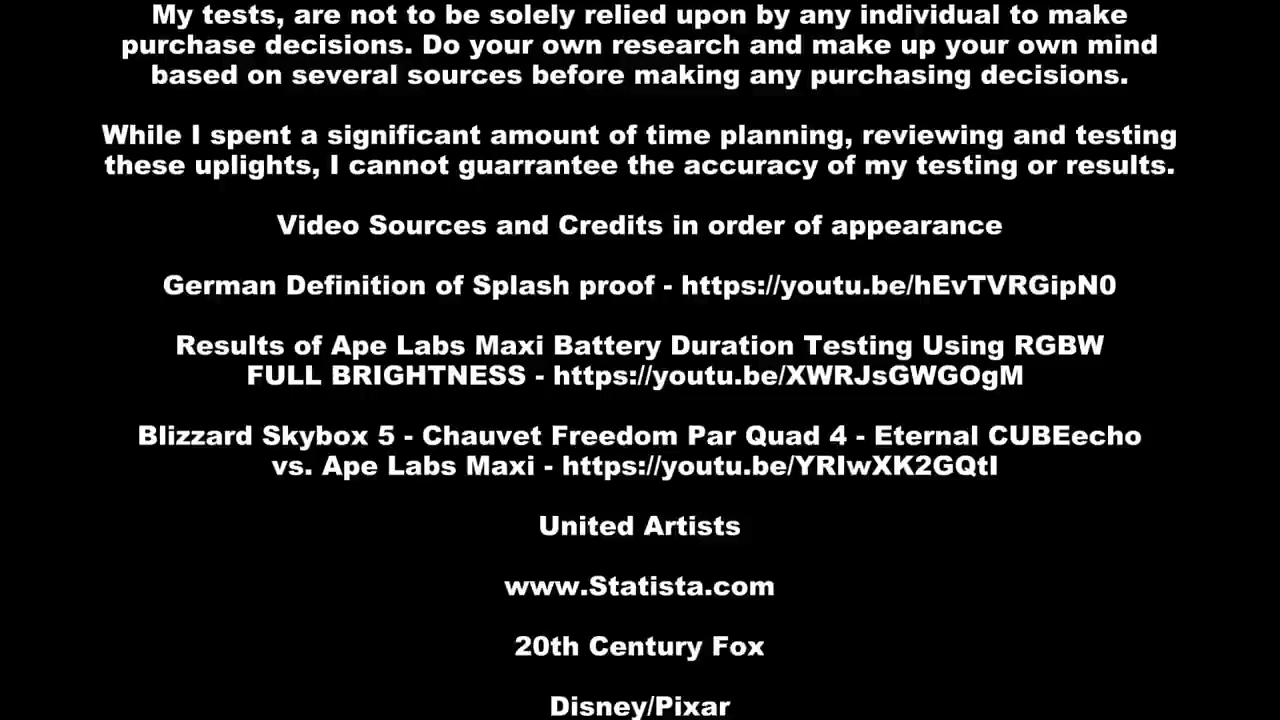 My tests, are not to be solely relied upon by any individual to make
purchase decisions. Do your own research and make up your own mind
based on several sources before making any purchasing decisions.
While I spent a significant amount of time planning, reviewing and testing
these uplights, I cannot guarrantee the accuracy of my testing or results.
Video Sources and Credits in order of appearance
German Definition of Splash proof - https://youtu.be/hEvTVRGipN0
Results of Ape Labs Maxi Battery Duration Testing Using RGBW
FULL BRIGHTNESS - https://youtu.be/XWRJsGWGOgM
Blizzard Skybox 5 - Chauvet Freedom Par Quad 4 - Eternal CUBEecho
vs. Ape Labs Maxi - https://youtu.be/YRIwXK2GQtI
United Artists
www.Statista.com
20th Century Fox
Disney/Pixar